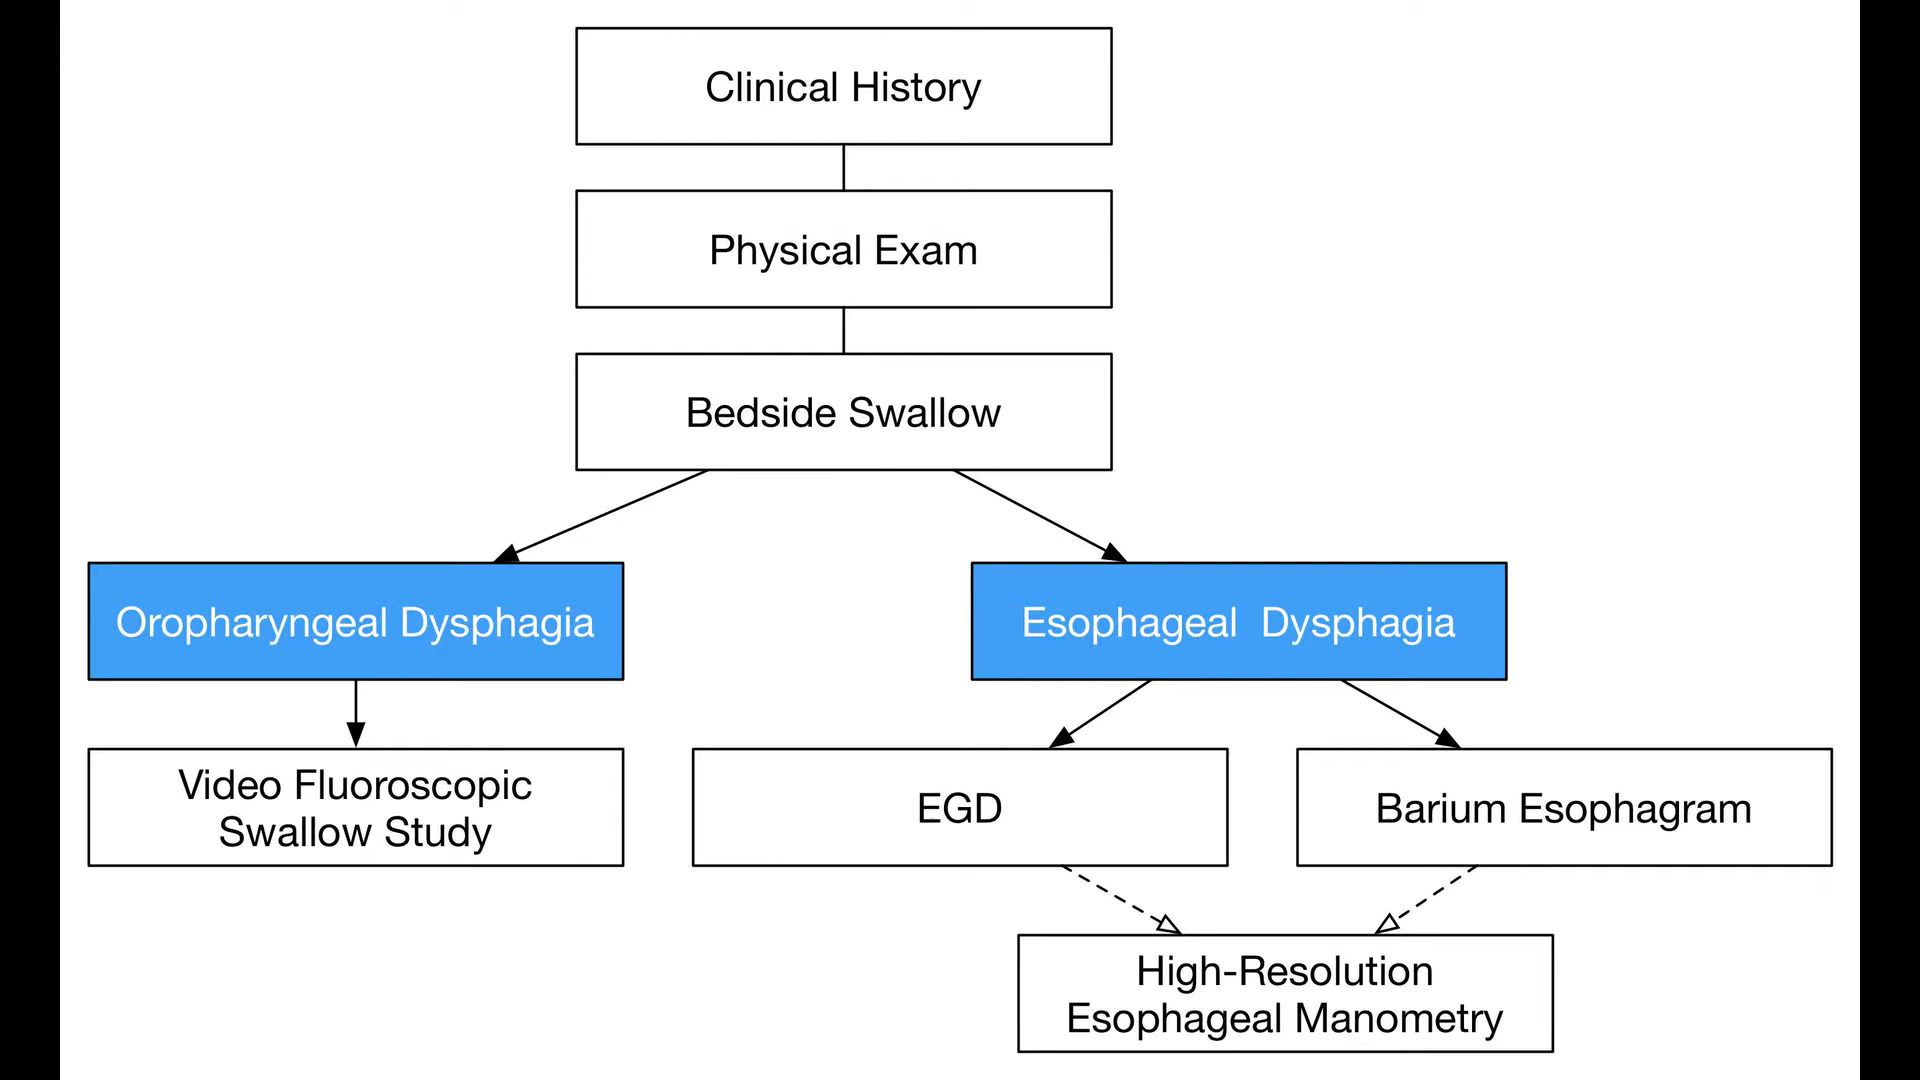 Clinical History
Physical Exam
Bedside Swallow
Oropharyngeal Dysphagia
Esophageal  Dysphagia
Video Fluoroscopic
Swallow Study
EGD
Barium Esophagram
High-Resolution
Esophageal Manometry